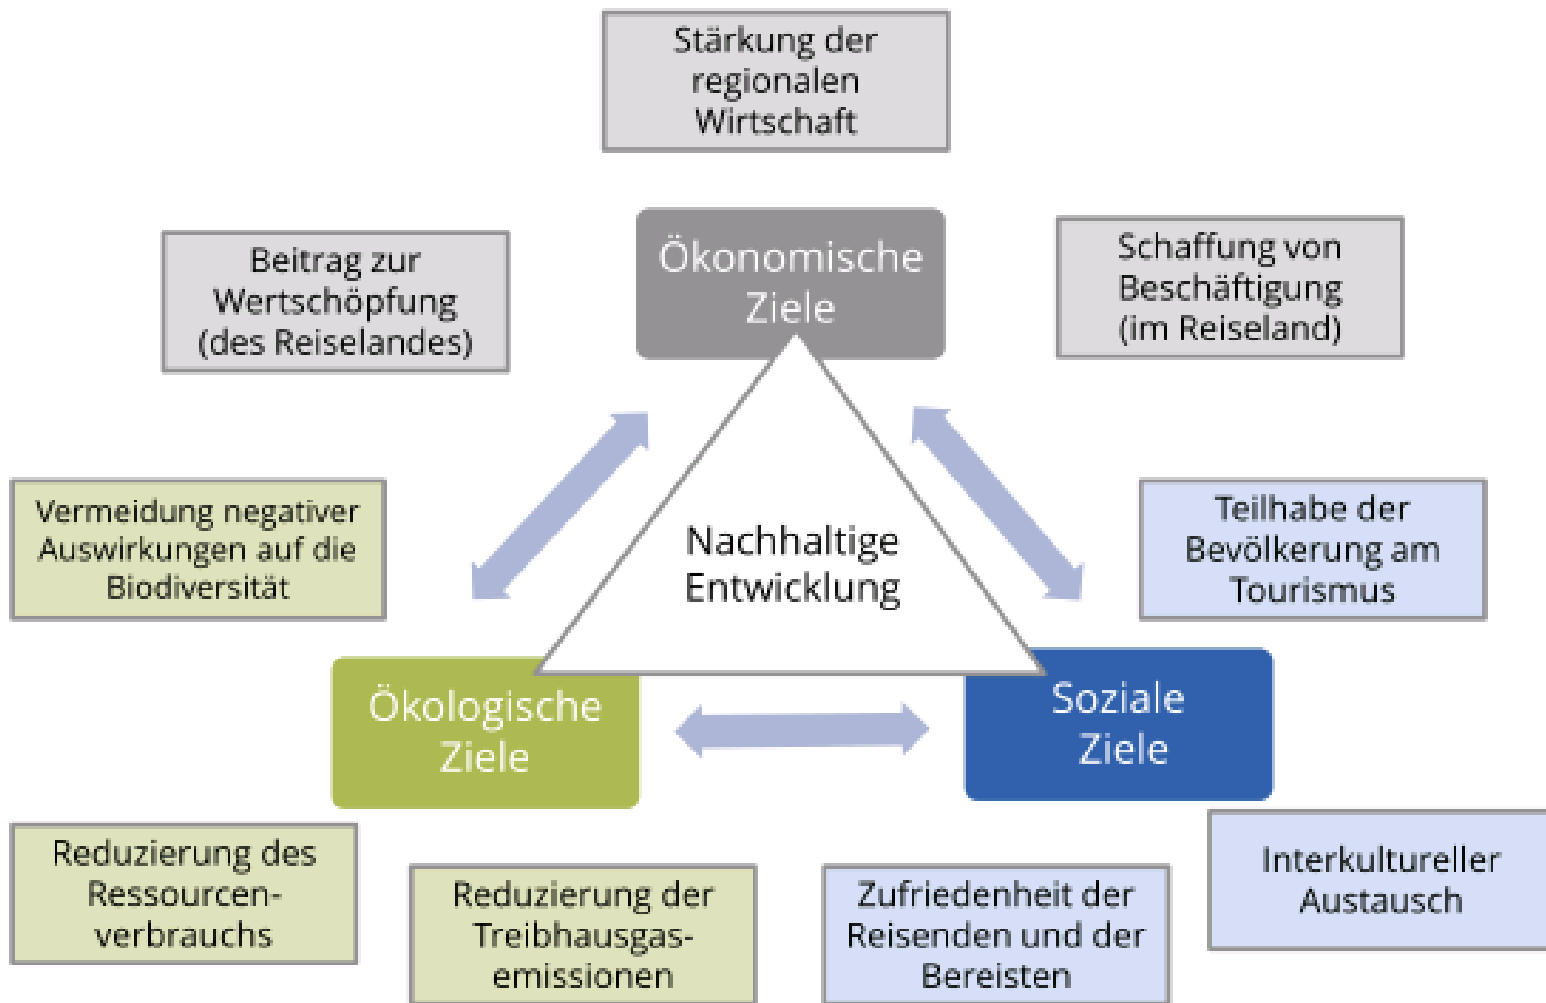 Stärkung der
regionalen
Wirtschaft
Beitrag zur
Wertschöpfung
(des Reiselandes)
Ökonomische
Ziele
Schaffung von
Beschäftigung
(im Reiseland)
Vermeidung negativer
Auswirkungen auf die
Biodiversität
Nachhaltige
Entwicklung
Teilhabe der
Bevölkerung am
Tourismus
Ökologische
Ziele
Soziale
Ziele
Reduzierung des
Ressourcen-
verbrauchs
Reduzierung der
Treibhausgas-
emissionen
Zufriedenheit der
Reisenden und der
Bereisten
Interkultureller
Austausch